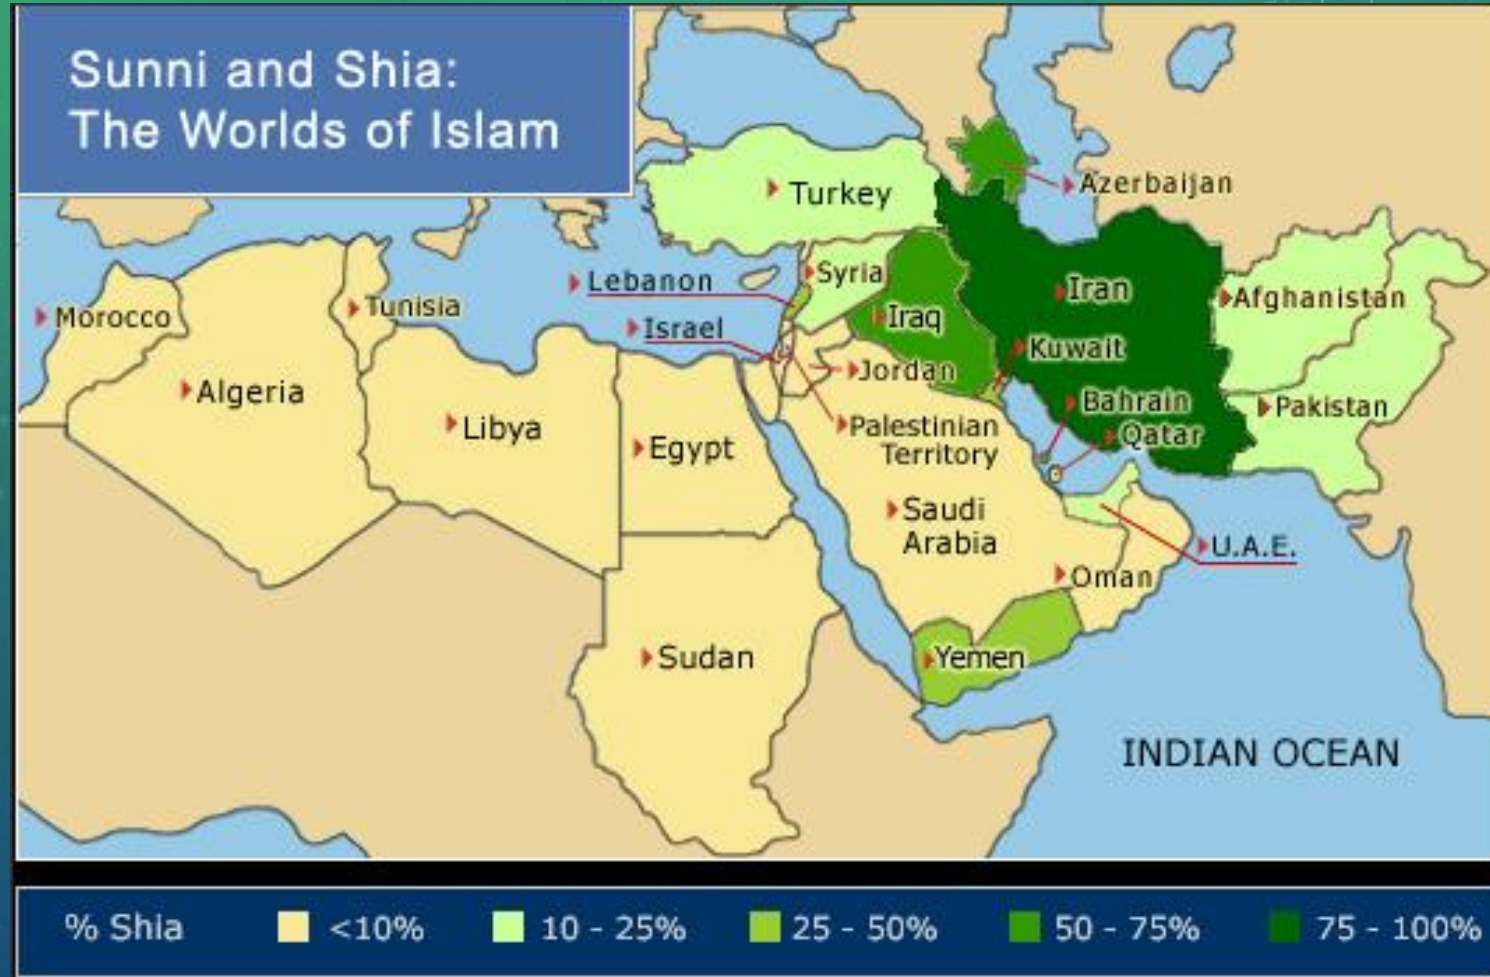 Sunni and Shia:
The Worlds of Islam
Azerbaijan
Turkey
Syria
Lebanon
Iran
Afghanistan
Morocco
Tunisia
Israel
Iraq
Kuwait
Jordan
Algeria
Bahrain
Pakistan
Libya
Palestinian
Territory
Qatar
Egypt
Saudi
Arabia
U.A.E.
Oman
Sudan
Yemen
INDIAN OCEAN
% Shia <10% 10 - 25% 25 - 50% 50 - 75% 75 - 100%